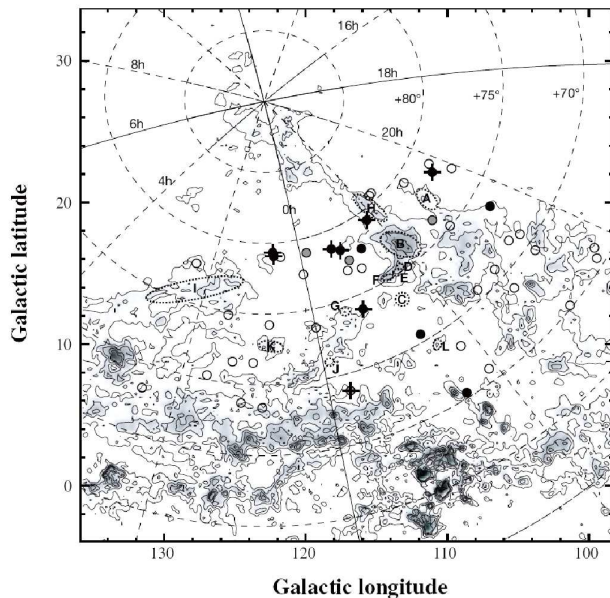 30
20
10
0
Galactic latitude
16h
18h
8h
+80°
+75°
+70°
6h
20h
4h
0h
A
H
B
D
F
E
I
C
G
K
L
J
130
120
110
100
Galactic longitude